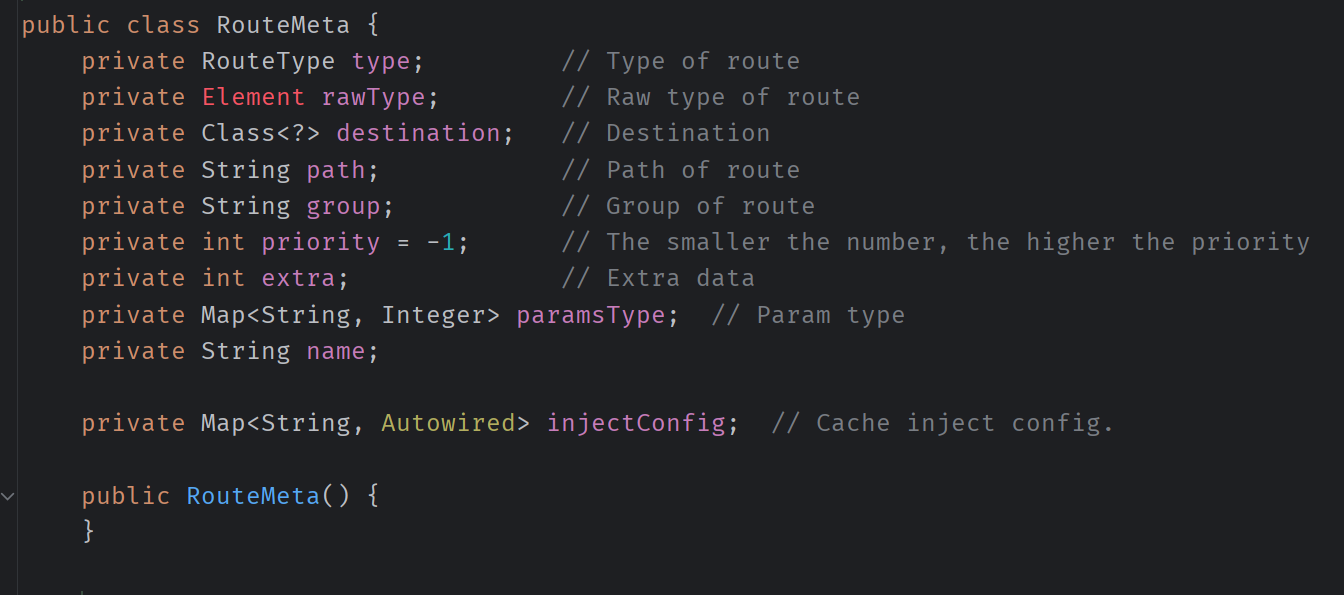 public class RouteMeta {
    private RouteType type;         // Type of route
    private Element rawType;        // Raw type of route
    private Class<?> destination;   // Destination
    private String path;            // Path of route
    private String group;           // Group of route
    private int priority = -1;      // The smaller the number, the higher the priority
    private int extra;              // Extra data
    private Map<String, Integer> paramsType;  // Param type
    private String name;
    private Map<String, Autowired> injectConfig;  // Cache inject config.
    public RouteMeta() {
    }